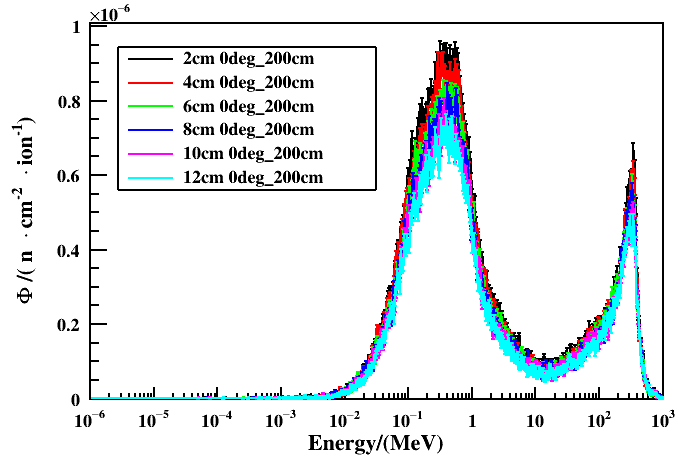 ×10⁻⁶
1
0.8
0.6
0.4
0.2
0
Φ /( n · cm⁻² · ion⁻¹)
2cm 0deg_200cm
4cm 0deg_200cm
6cm 0deg_200cm
8cm 0deg_200cm
10cm 0deg_200cm
12cm 0deg_200cm
10⁻⁶ 10⁻⁵ 10⁻⁴ 10⁻³ 10⁻² 10⁻¹ 1 10 10² 10³
Energy/(MeV)